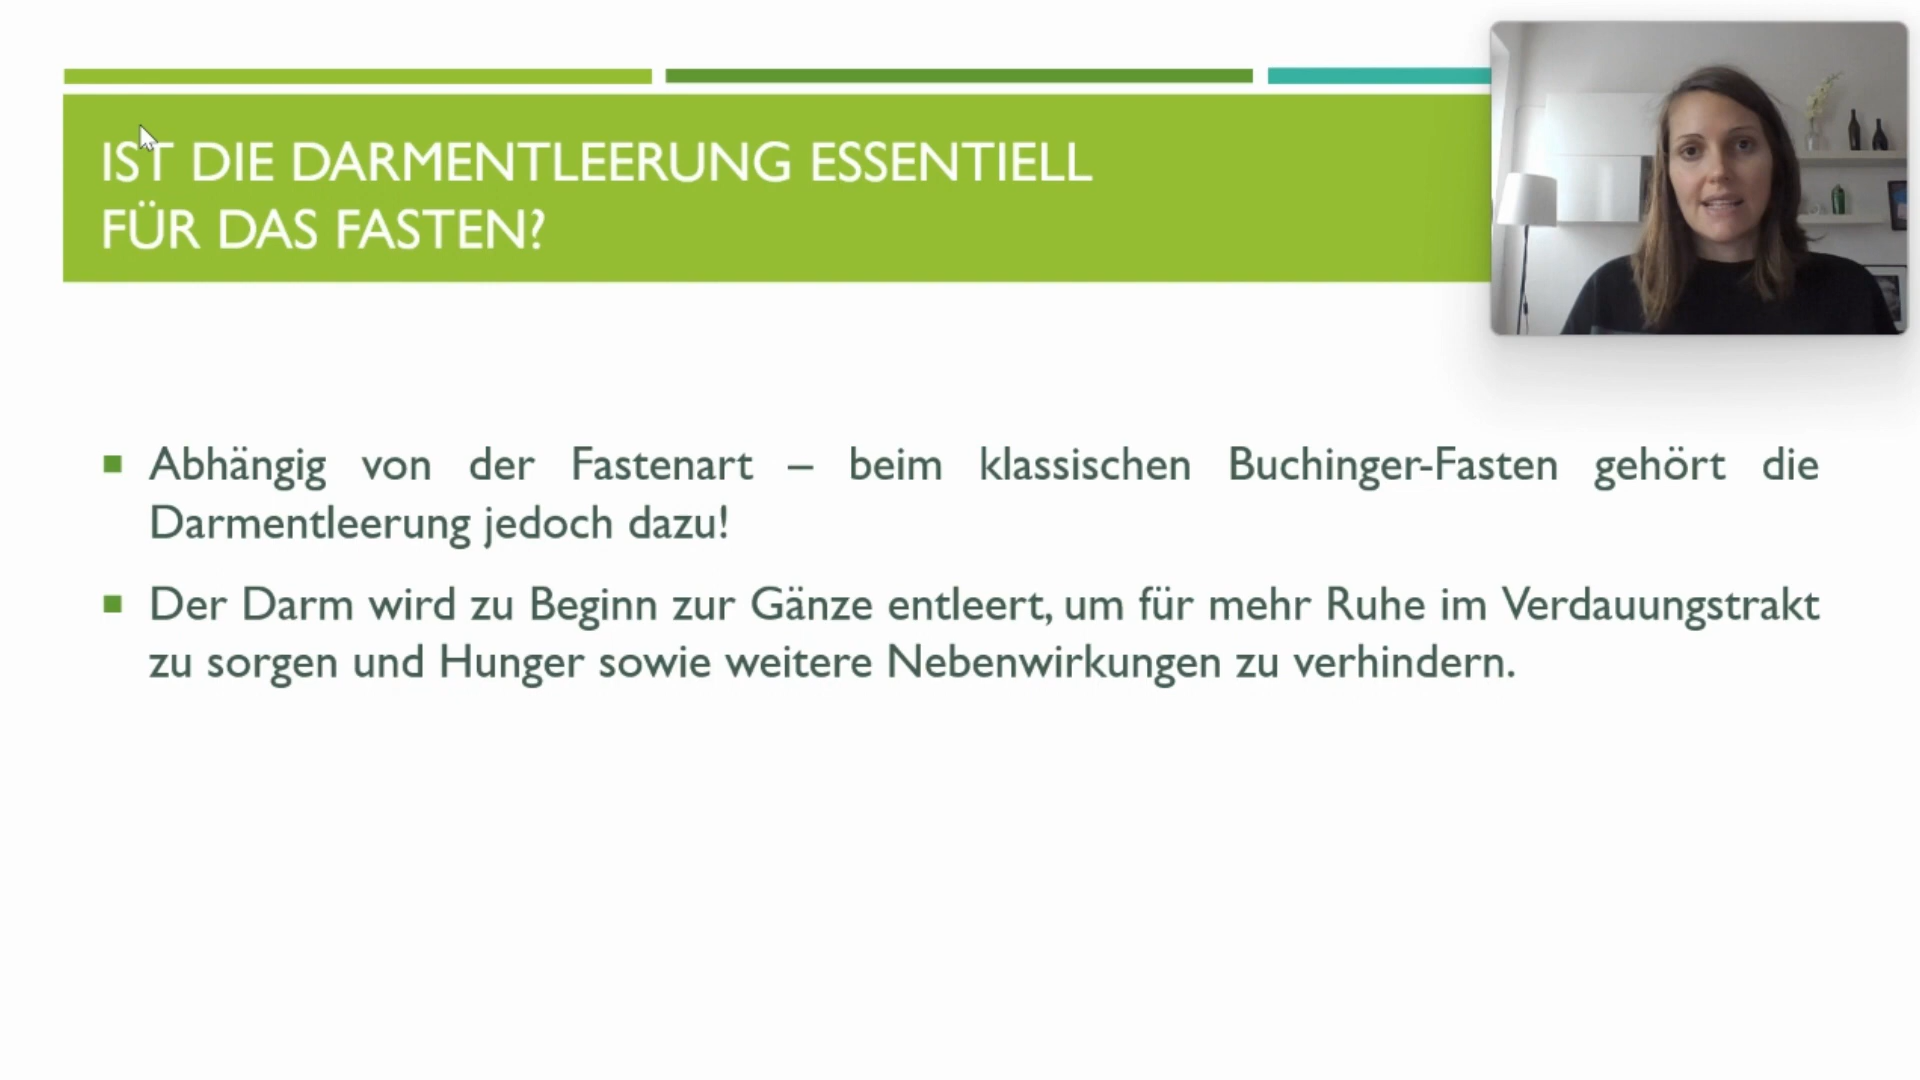 IST DIE DARMENTLEERUNG ESSENTIELL
FÜR DAS FASTEN?
Abhängig von der Fastenart – beim klassischen Buchinger-Fasten gehört die
Darmentleerung jedoch dazu!
Der Darm wird zu Beginn zur Gänze entleert, um für mehr Ruhe im Verdauungstrakt
zu sorgen und Hunger sowie weitere Nebenwirkungen zu verhindern.